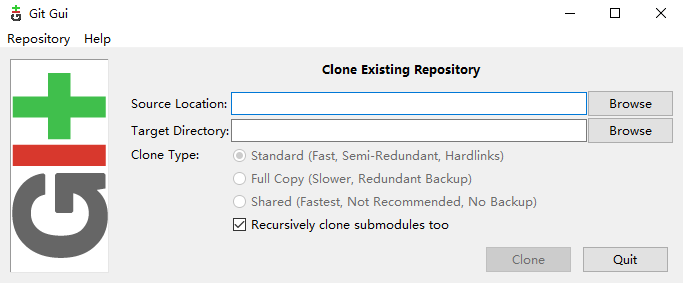 Git Gui
Repository Help
Clone Existing Repository
Source Location: Browse
Target Directory: Browse
Clone Type: Standard (Fast, Semi-Redundant, Hardlinks)
Full Copy (Slower, Redundant Backup)
Shared (Fastest, Not Recommended, No Backup)
Recursively clone submodules too
Clone Quit
Git